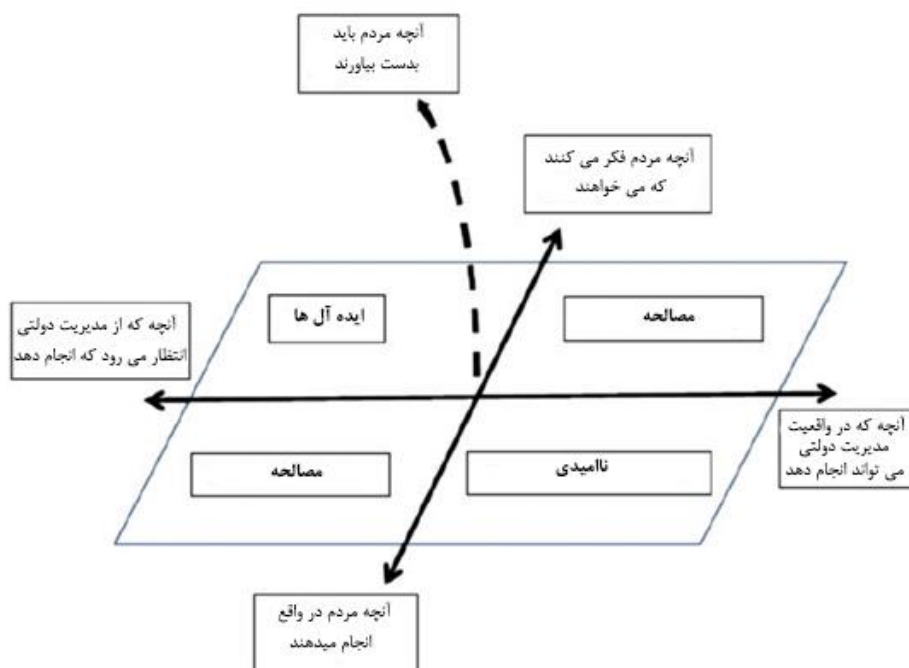 آنچه مردم باید
بدست بیاورند
آنچه مردم فکر می کنند
که می خواهند
ایده آل ها
مصالحه
آنچه که از مدیریت دولتی
انتظار می رود که انجام دهد
آنچه که در واقعیت
مدیریت دولتی
می تواند انجام دهد
ناامیدی
مصالحه
آنچه مردم در واقع
انجام میدهند